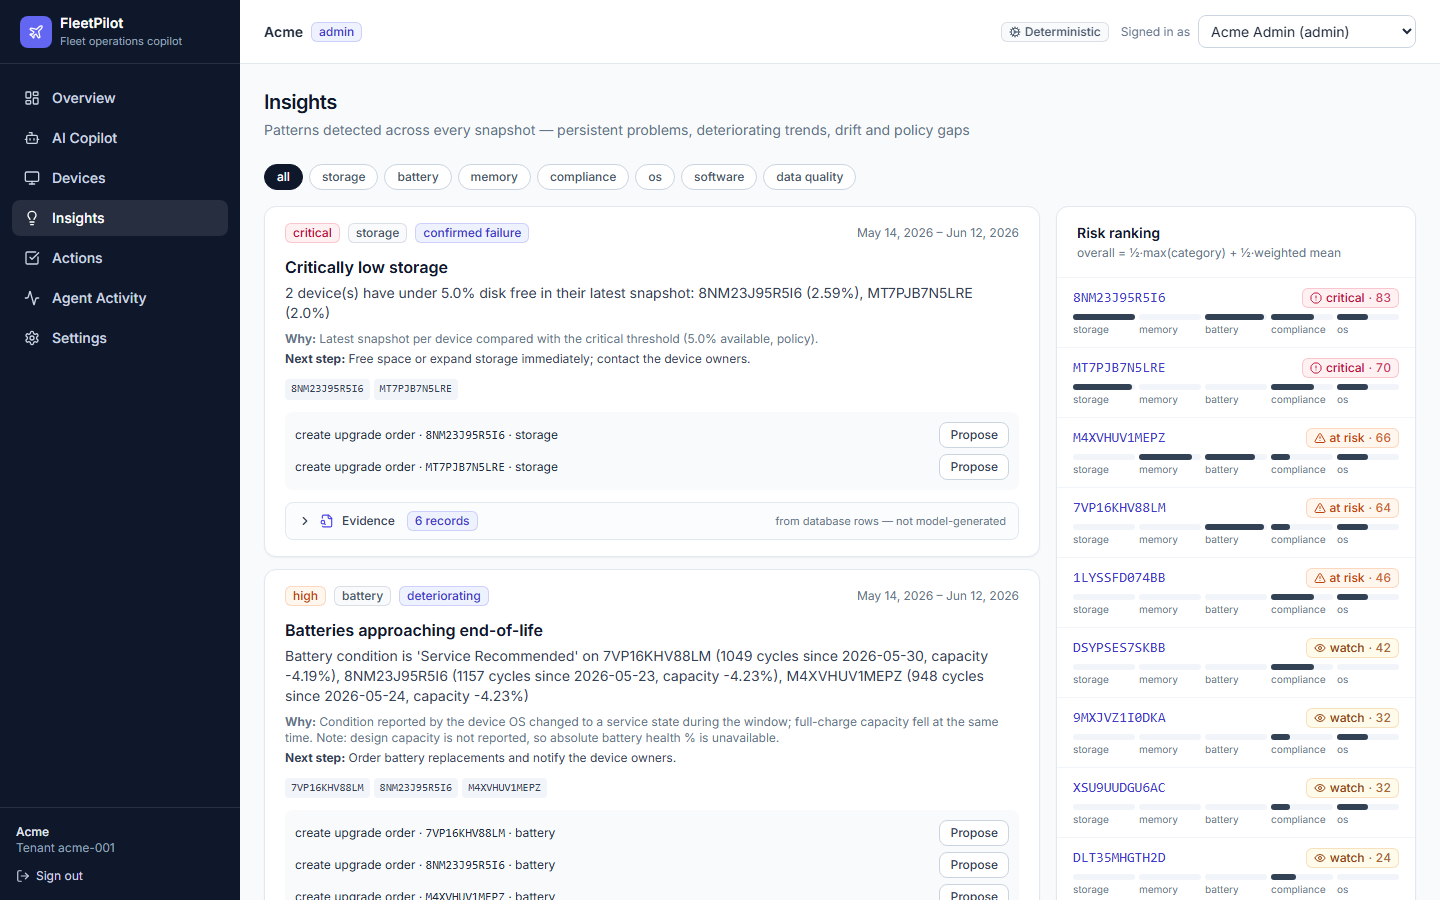 FleetPilot
Fleet operations copilot
Overview
AI Copilot
Devices
Insights
Actions
Agent Activity
Settings
Acme
Tenant acme-001
Sign out
Acme admin
Deterministic Signed in as Acme Admin (admin)
Insights
Patterns detected across every snapshot — persistent problems, deteriorating trends, drift and policy gaps
all storage battery memory compliance os software data quality
critical storage confirmed failure May 14, 2026 – Jun 12, 2026
Critically low storage
2 device(s) have under 5.0% disk free in their latest snapshot: 8NM23J95R5I6 (2.59%), MT7PJB7N5LRE
(2.0%)
Why: Latest snapshot per device compared with the critical threshold (5.0% available, policy).
Next step: Free space or expand storage immediately; contact the device owners.
8NM23J95R5I6 MT7PJB7N5LRE
create upgrade order · 8NM23J95R5I6 · storage Propose
create upgrade order · MT7PJB7N5LRE · storage Propose
Evidence 6 records from database rows — not model-generated
high battery deteriorating May 14, 2026 – Jun 12, 2026
Batteries approaching end-of-life
Battery condition is 'Service Recommended' on 7VP16KHV88LM (1049 cycles since 2026-05-30, capacity
-4.19%), 8NM23J95R5I6 (1157 cycles since 2026-05-23, capacity -4.23%), M4XVHUV1MEPZ (948 cycles
since 2026-05-24, capacity -4.23%)
Why: Condition reported by the device OS changed to a service state during the window; full-charge capacity fell at the same
time. Note: design capacity is not reported, so absolute battery health % is unavailable.
Next step: Order battery replacements and notify the device owners.
7VP16KHV88LM 8NM23J95R5I6 M4XVHUV1MEPZ
create upgrade order · 7VP16KHV88LM · battery Propose
create upgrade order · 8NM23J95R5I6 · battery Propose
create upgrade order · M4XVHUV1MEPZ · battery Propose
Risk ranking
overall = ½·max(category) + ½·weighted mean
8NM23J95R5I6 critical · 83
storage memory battery compliance os
MT7PJB7N5LRE critical · 70
storage memory battery compliance os
M4XVHUV1MEPZ at risk · 66
storage memory battery compliance os
7VP16KHV88LM at risk · 64
storage memory battery compliance os
1LYSSFD074BB at risk · 46
storage memory battery compliance os
DSYPSES7SKBB watch · 42
storage memory battery compliance os
9MXJVZ1I0DKA watch · 32
storage memory battery compliance os
XSU9UUDGU6AC watch · 32
storage memory battery compliance os
DLT35MHGTH2D watch · 24
storage memory battery compliance os